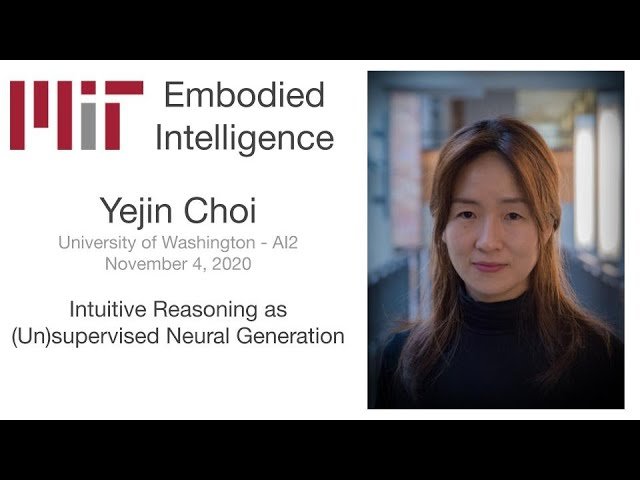 MIT Embodied
Intelligence
Yejin Choi
University of Washington - AI2
November 4, 2020
Intuitive Reasoning as
(Un)supervised Neural Generation